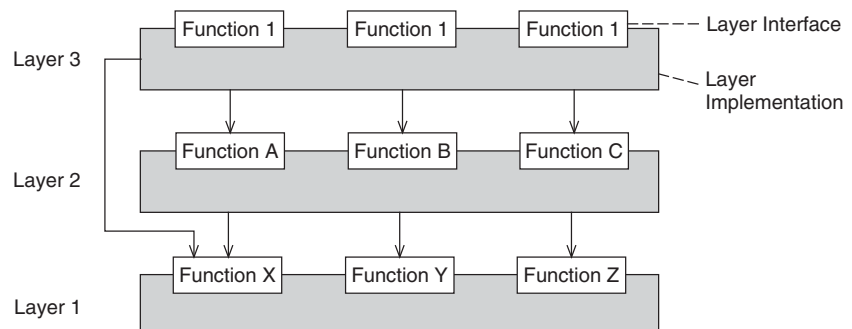 Function 1 Function 1 Function 1 Layer Interface
Layer 3
Layer
Implementation
Function A Function B Function C
Layer 2
Function X Function Y Function Z
Layer 1